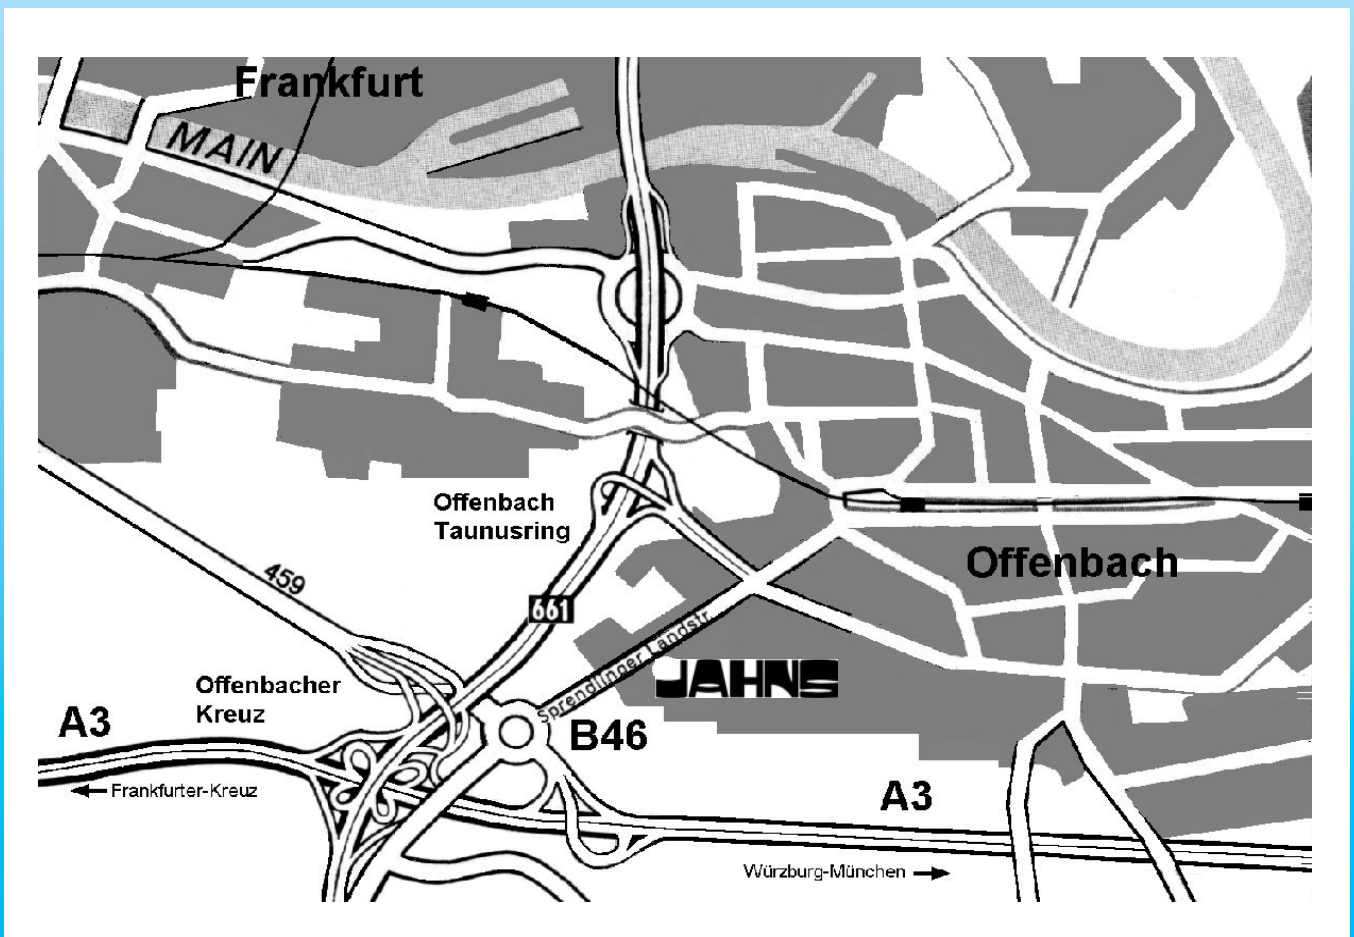 Frankfurt
MAIN
Offenbach
Taunusring
Offenbach
459
661
Sprendlinger Landstr.
JAHNS
Offenbacher
Kreuz
A3
B46
Frankfurter-Kreuz
A3
Würzburg-München